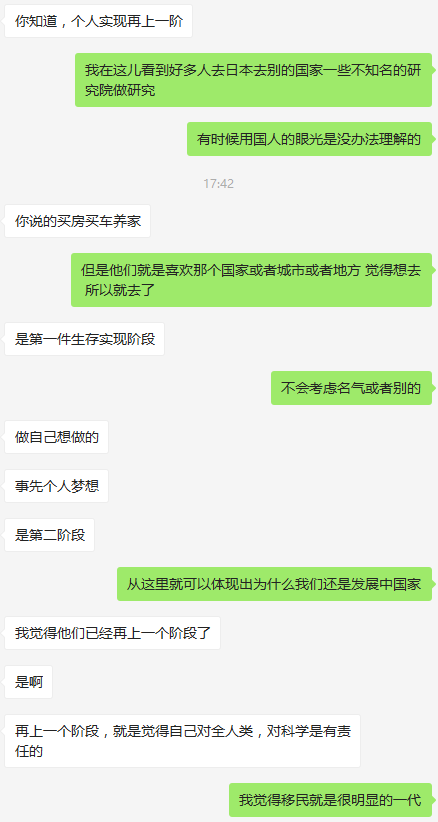 你知道，个人实现再上一阶
我在这儿看到好多人去日本去别的国家一些不知名的研
究院做研究
有时候用国人的眼光是没办法理解的
17:42
你说的买房买车养家
但是他们就是喜欢那个国家或者城市或者地方 觉得想去
所以就去了
是第一件生存实现阶段
不会考虑名气或者别的
做自己想做的
事先个人梦想
是第二阶段
从这里就可以体现出为什么我们还是发展中国家
我觉得他们已经再上一个阶段了
是啊
再上一个阶段，就是觉得自己对全人类，对科学是有责
任的
我觉得移民就是很明显的一代